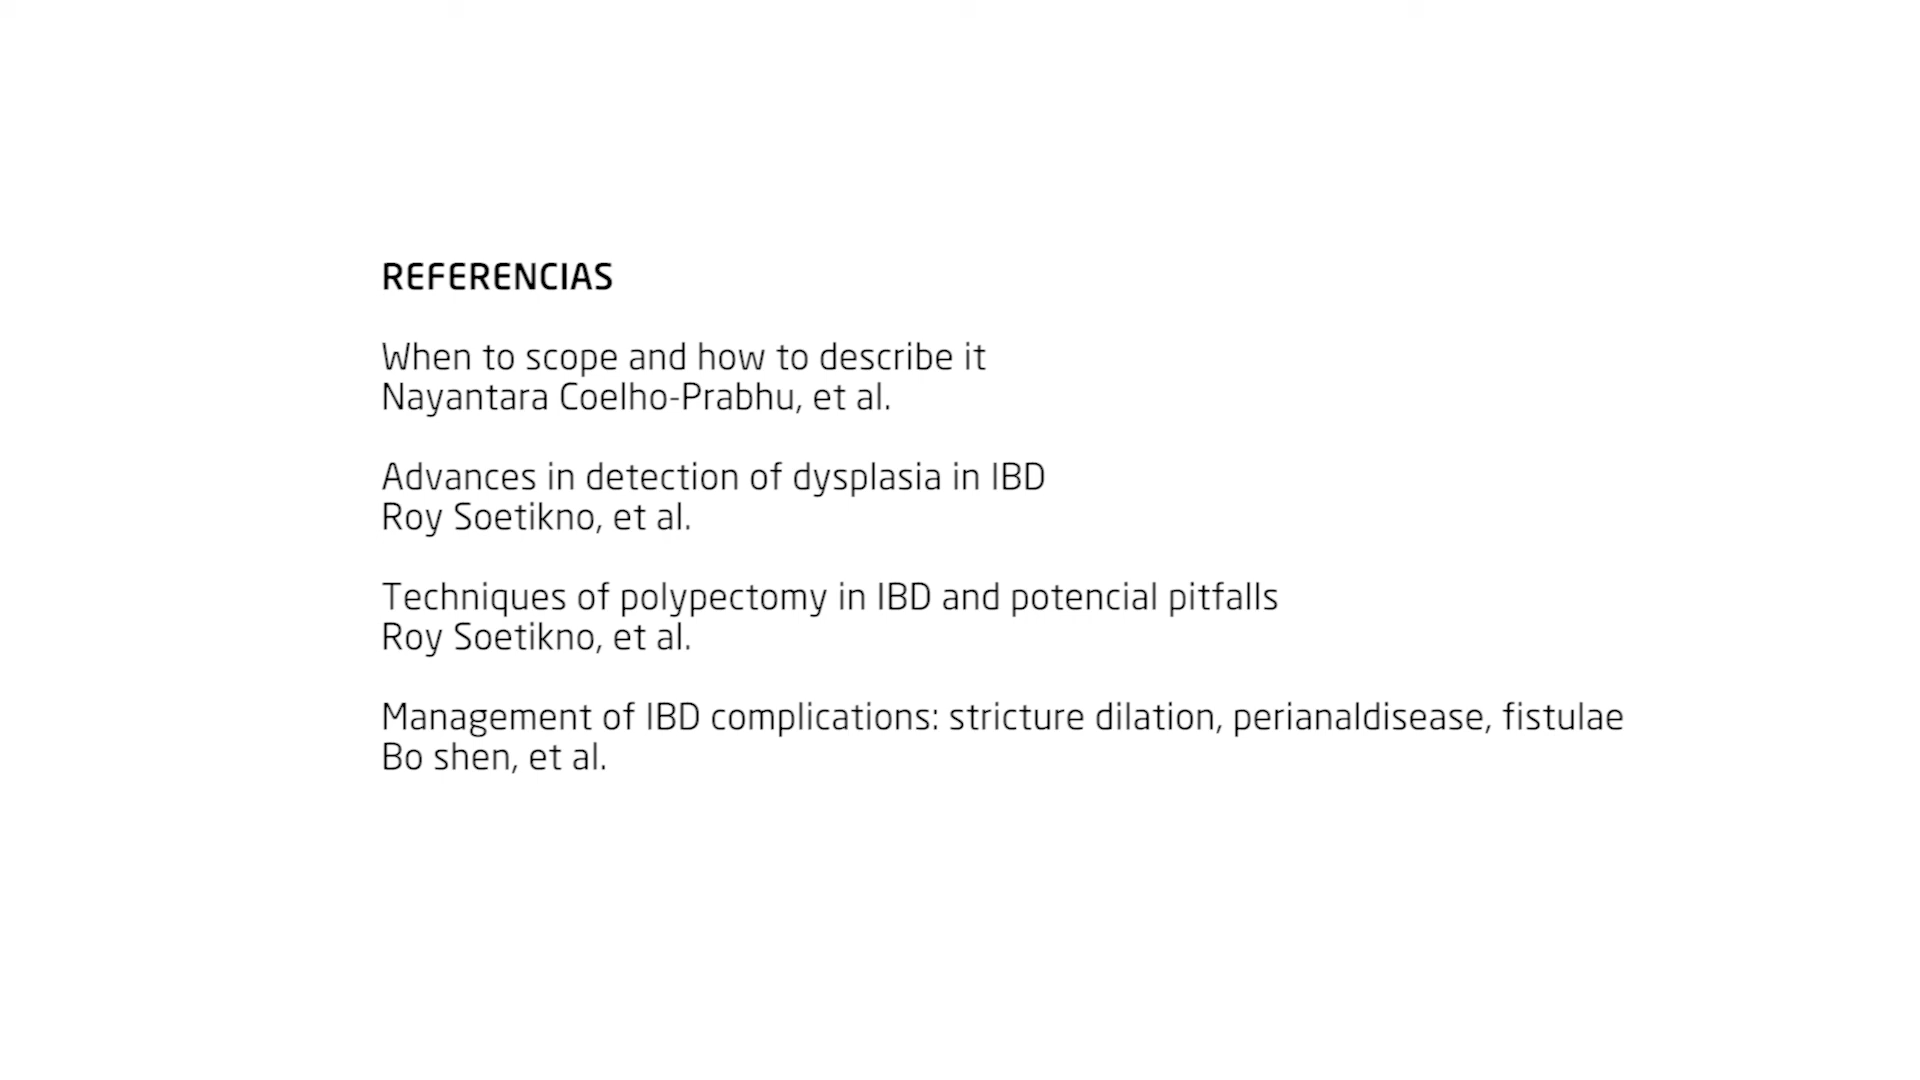 REFERENCIAS
When to scope and how to describe it
Nayantara Coelho-Prabhu, et al.
Advances in detection of dysplasia in IBD
Roy Soetikno, et al.
Techniques of polypectomy in IBD and potencial pitfalls
Roy Soetikno, et al.
Management of IBD complications: stricture dilation, perianaldisease, fistulae
Bo shen, et al.